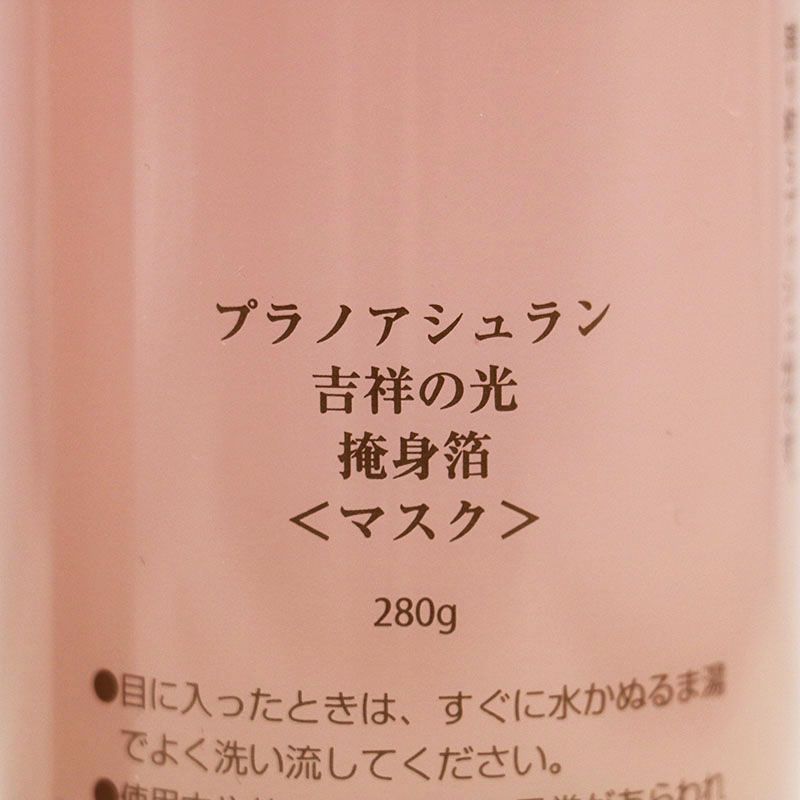 プラノアシュラン
吉祥の光
掩身箔
＜マスク＞
280g
●目に入ったときは、すぐに水かぬるま湯
でよく洗い流してください。